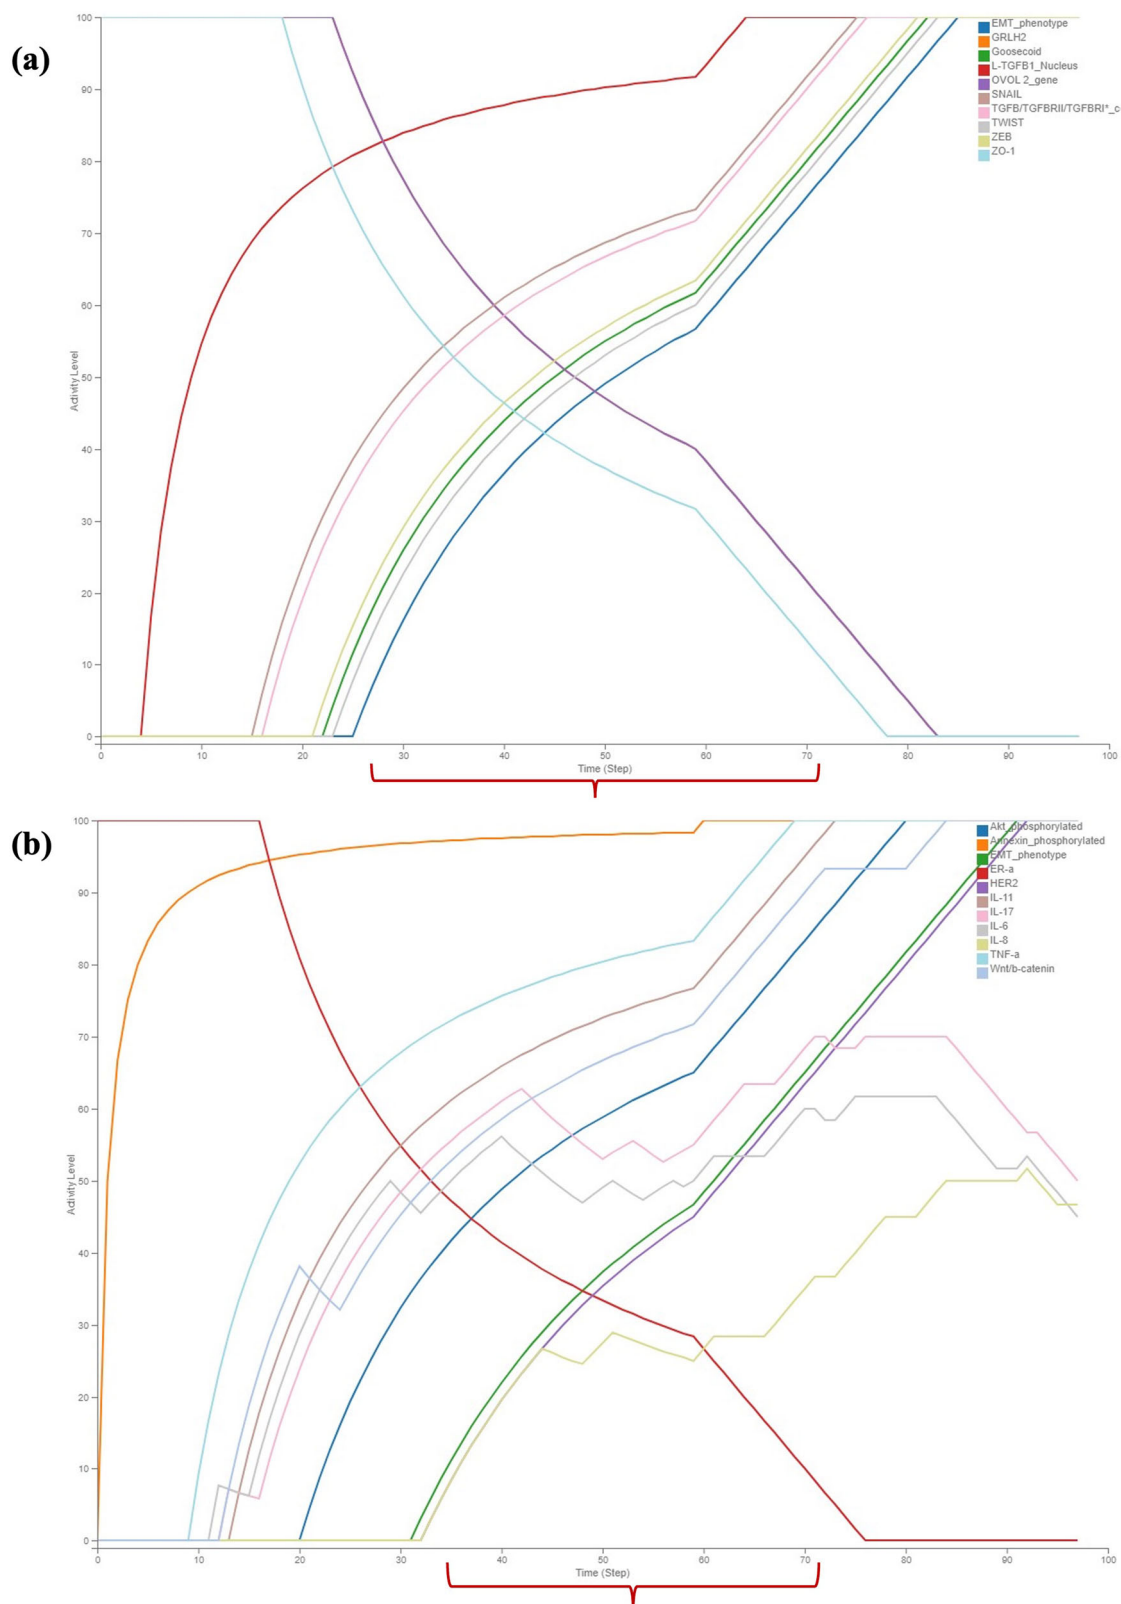 (a)
100
90
80
70
60
50
40
30
20
10
0
Activity Level
0 10 20 30 40 50 60 70 80 90 100
Time (Step)
EMT_phenotype
GRLH2
Goosecoid
L-TGFB1_Nucleus
OVOL 2_gene
SNAIL
TGFB/TGFBRII/TGFBRI*_c
TWIST
ZEB
ZO-1
(b)
100
90
80
70
60
50
40
30
20
10
0
Activity Level
0 10 20 30 40 50 60 70 80 90 100
Time (Step)
Akt_phosphorylated
Annexin_phosphorylated
EMT_phenotype
ER-a
HER2
IL-11
IL-17
IL-6
IL-8
TNF-a
Wnt/b-catenin